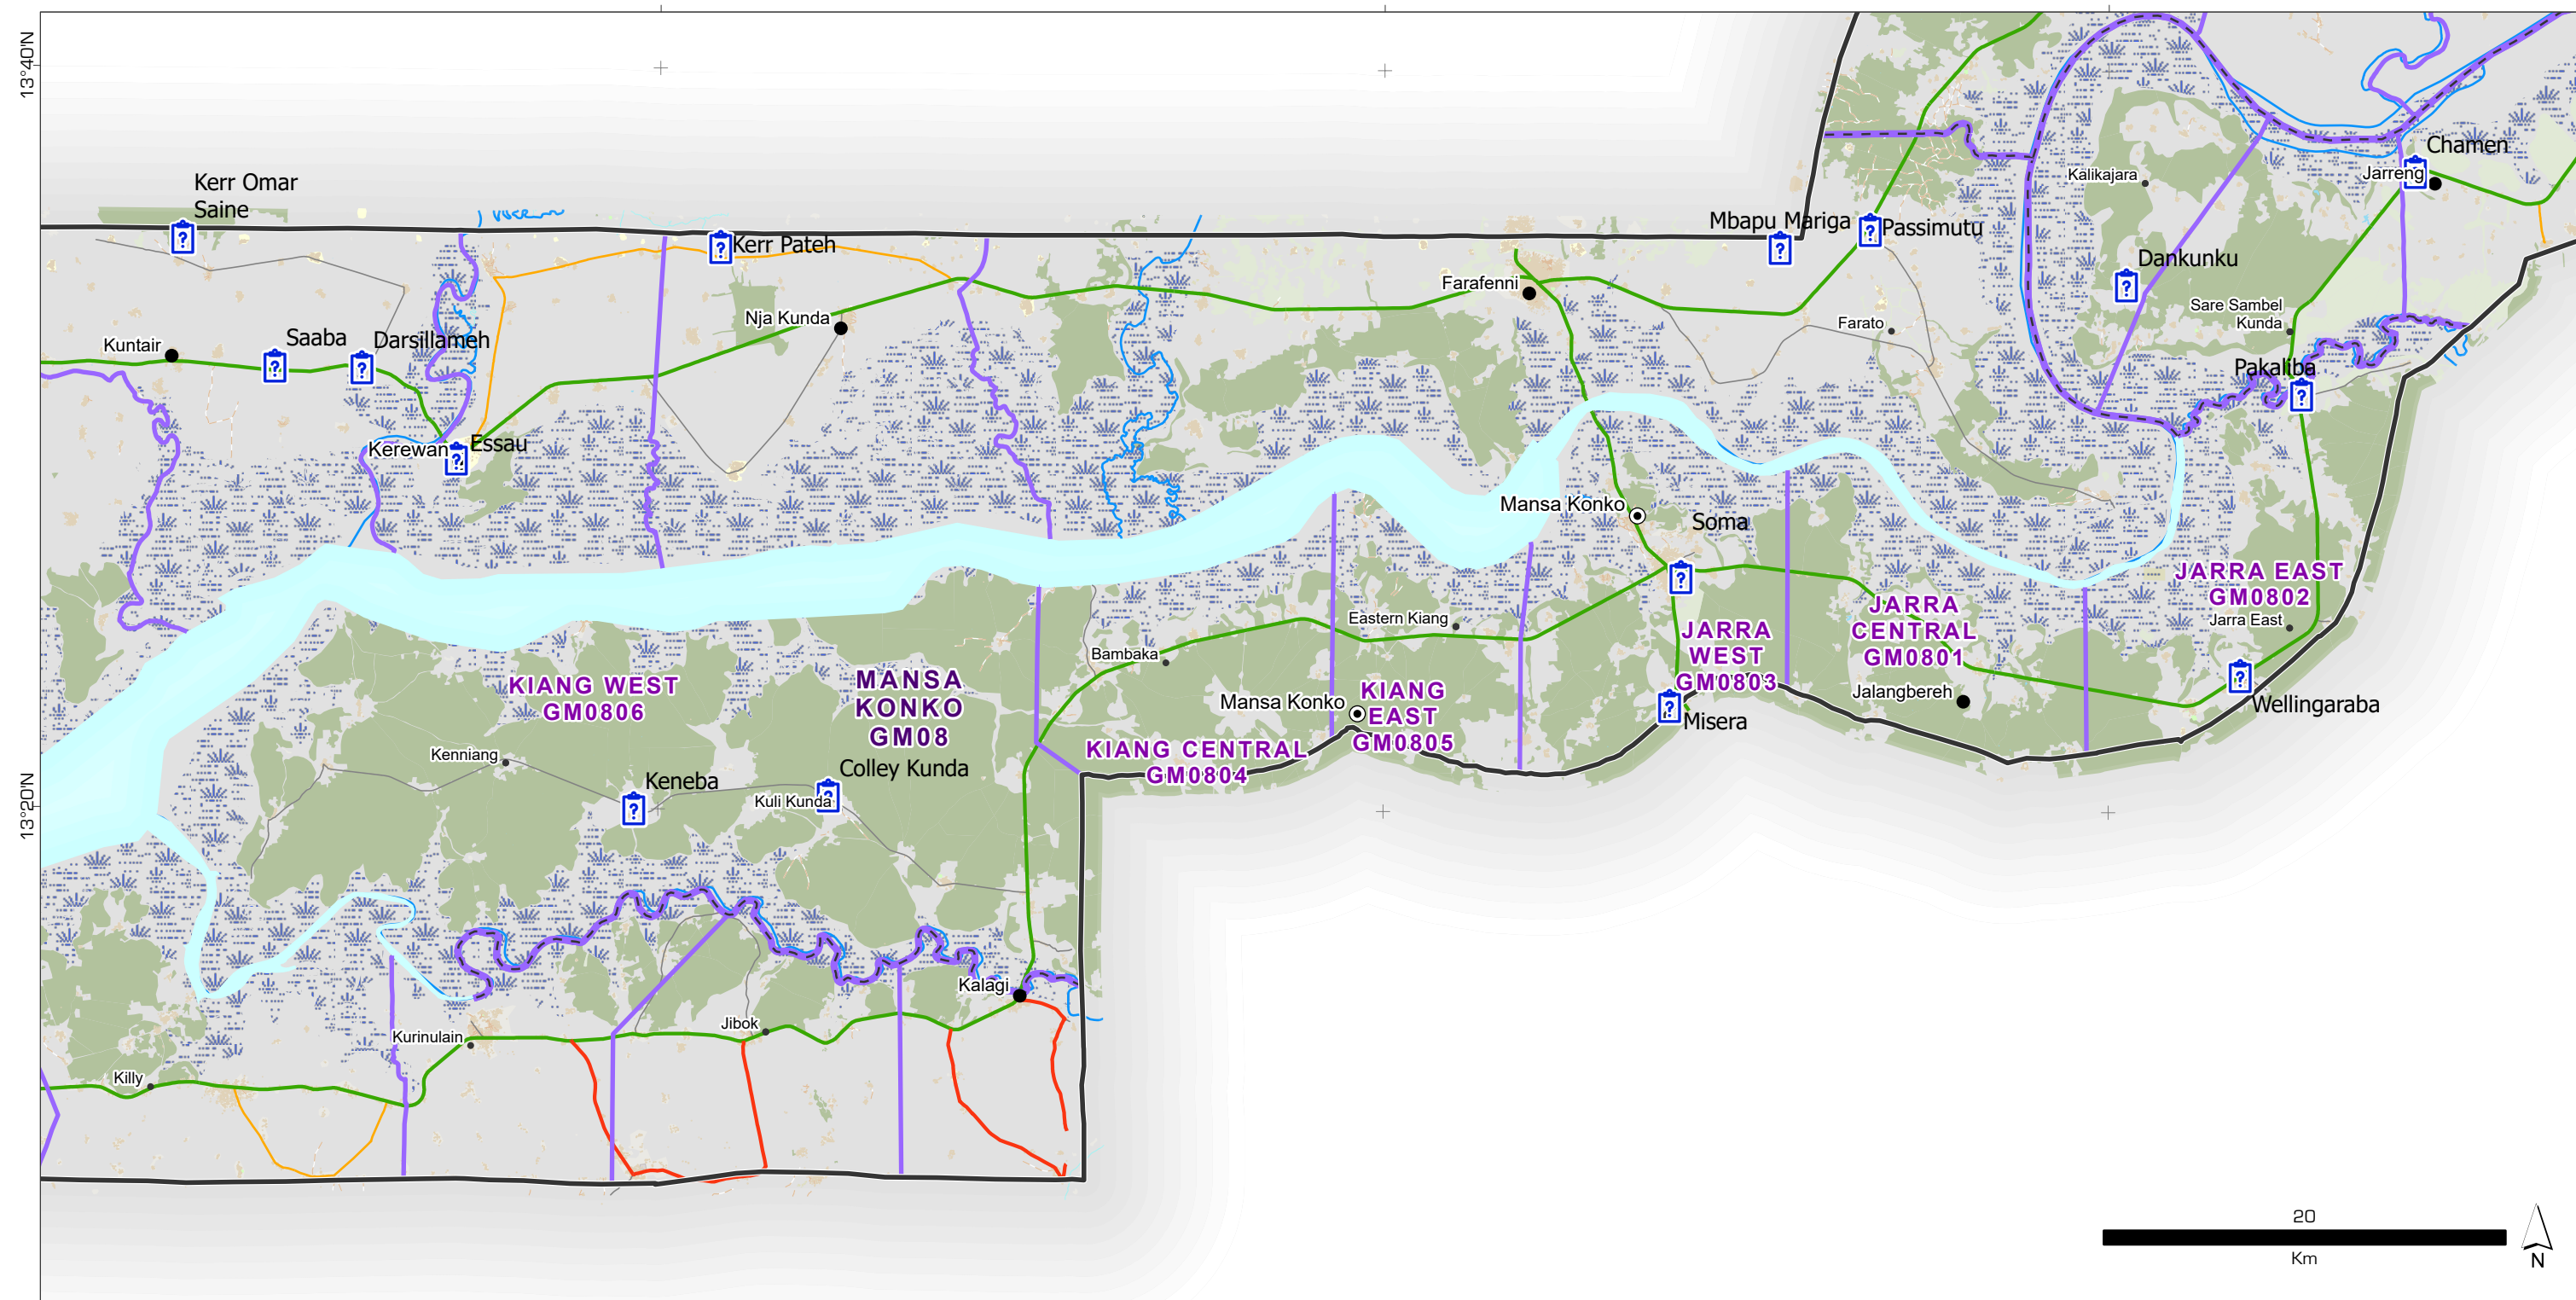 13°40'N
Chamen
Jarreng
Kalikajara
Kerr Omar
Saine
Mbapu Mariga
Passimutu
Kerr Pateh
Dankunku
Farafenni
Sare Sambel
Kunda
Nja Kunda
Farato
Kuntair
Saaba
Darsillameh
Pakaliba
Kerewan
Essau
Mansa Konko
Soma
JARRA EAST
GM0802
JARRA
CENTRAL
GM0801
Eastern Kiang
Jarra East
JARRA
WEST
GM0803
Bambaka
KIANG WEST
GM0806
MANSA
KONKO
GM08
Mansa Konko
KIANG
EAST
GM0805
Jalangbereh
Wellingaraba
Misera
KIANG CENTRAL
GM0804
Kenniang
Colley Kunda
Keneba
Kuli Kunda
13°20'N
Kalagi
Jibok
Kurinulain
Killy
20
Km
N